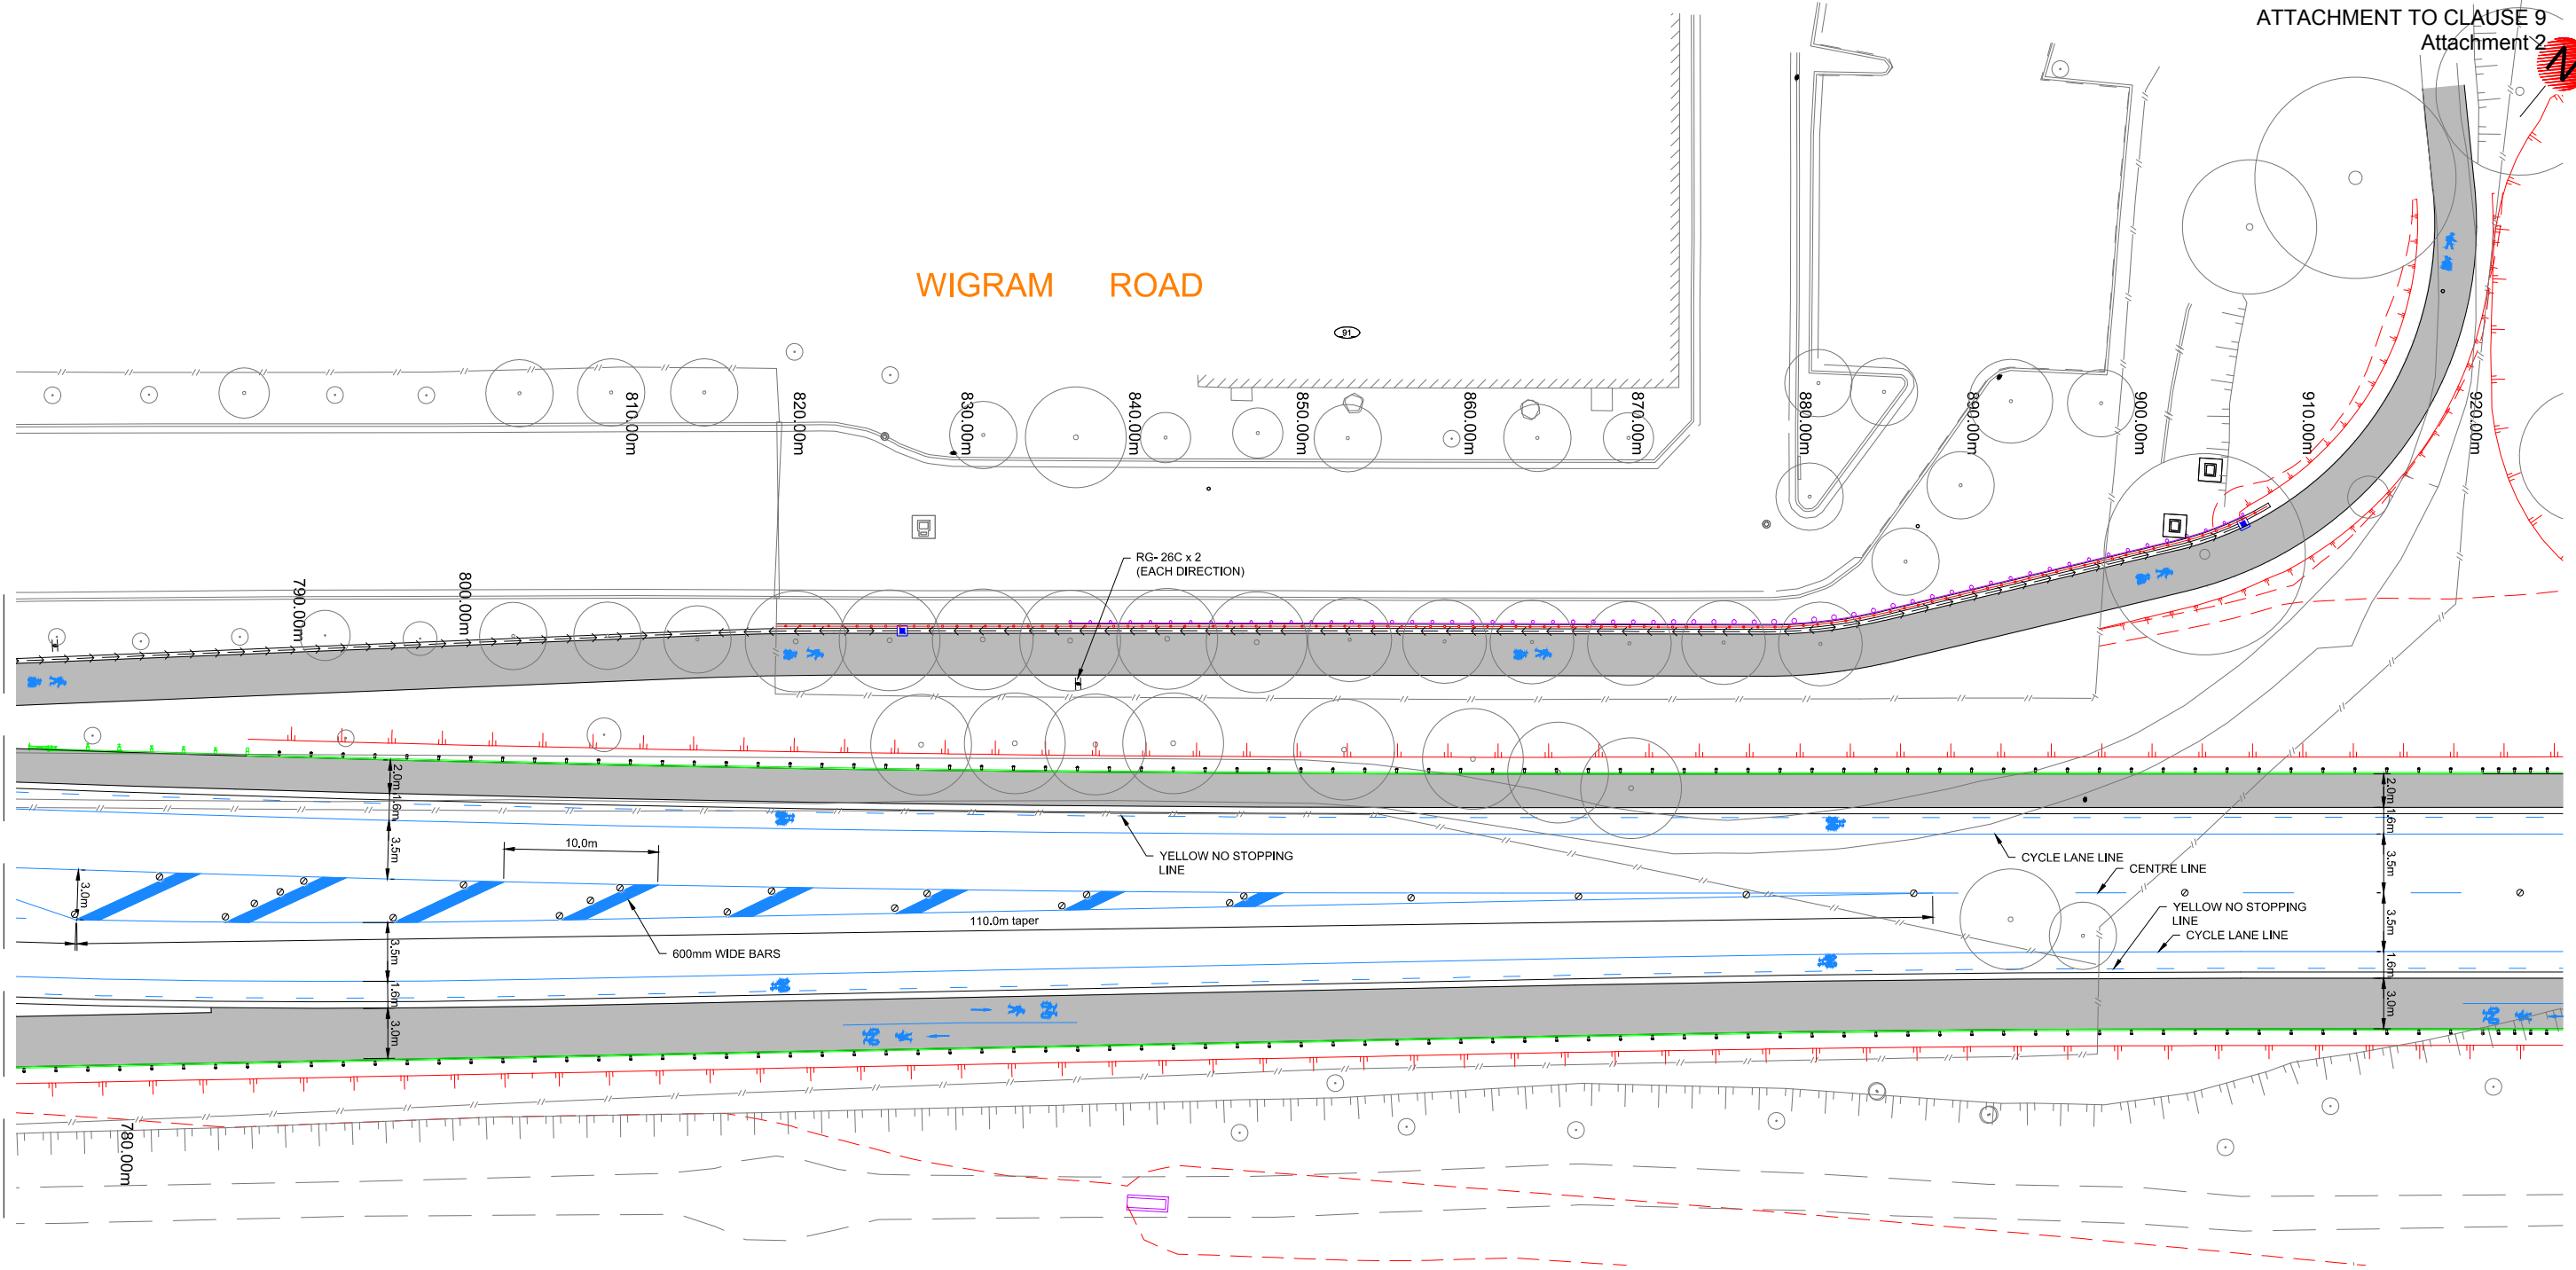 ATTACHMENT TO CLAUSE 9
Attachment 2
N
WIGRAM ROAD
91
810.00m
820.00m
830.00m
840.00m
850.00m
860.00m
870.00m
880.00m
890.00m
900.00m
910.00m
920.00m
790.00m
800.00m
RG- 26C x 2
(EACH DIRECTION)
2.0m
1.6m
3.5m
2.0m
1.6m
3.5m
10.0m
YELLOW NO STOPPING
LINE
CYCLE LANE LINE
CENTRE LINE
3.0m
110.0m taper
YELLOW NO STOPPING
LINE
CYCLE LANE LINE
600mm WIDE BARS
3.5m
1.6m
3.0m
3.5m
1.6m
3.0m
780.00m